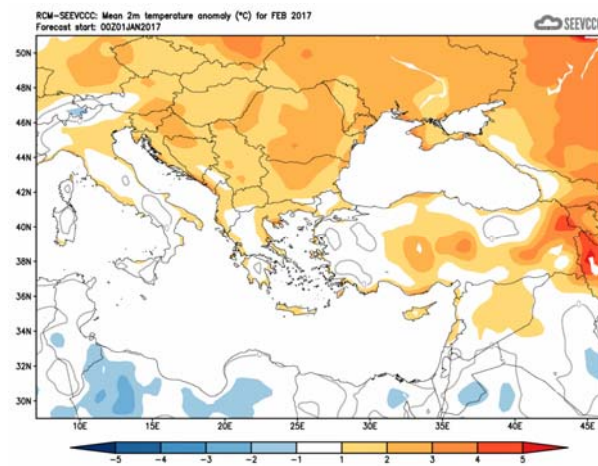 RCM-SEEVCCC: Mean 2m temperature anomaly (°C) for FEB 2017
Forecast start: 00Z01JAN2017
SEEVCCC
50N
48N
46N
44N
42N
40N
38N
36N
34N
32N
30N
10E 15E 20E 25E 30E 35E 40E 45E
-5 -4 -3 -2 -1 1 2 3 4 5